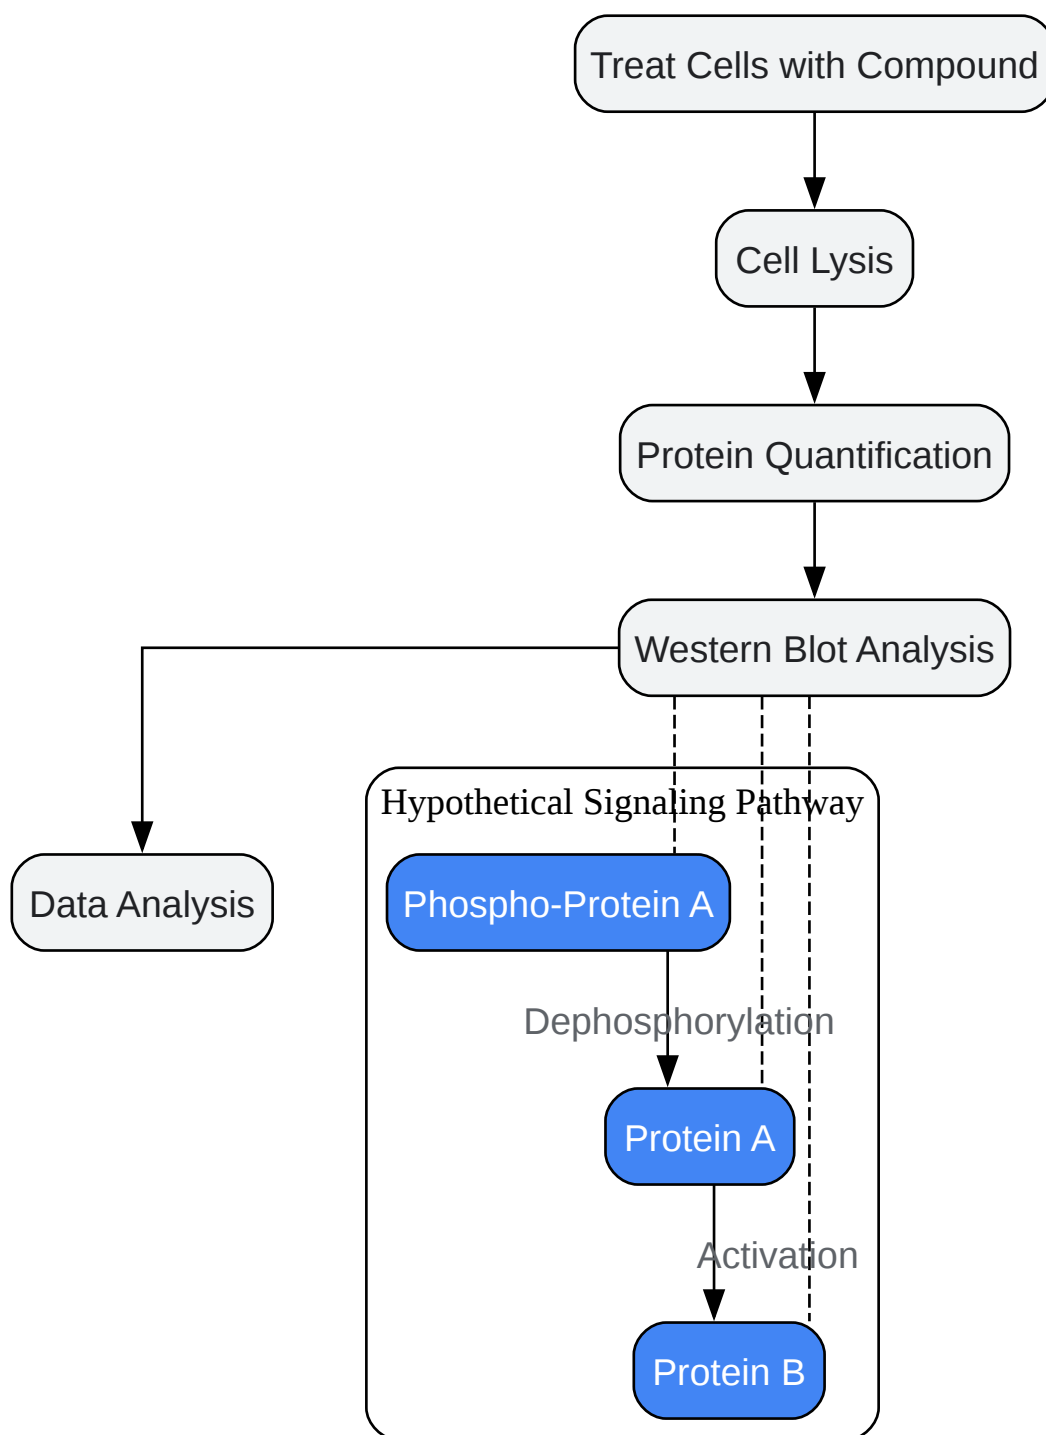 Treat Cells with Compound
Cell Lysis
Protein Quantification
Western Blot Analysis
Hypothetical Signaling Pathway
Data Analysis
Phospho-Protein A
Dephosphorylation
Protein A
Activation
Protein B